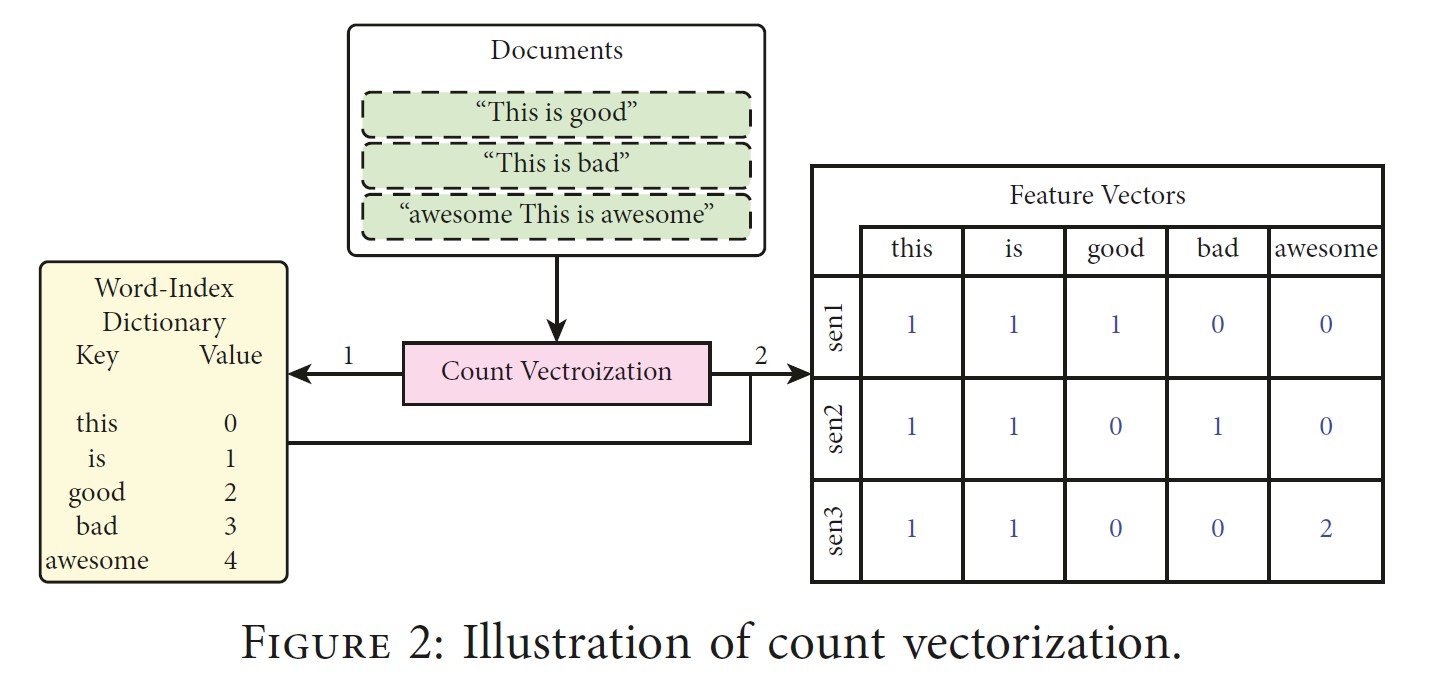 Documents
“This is good”
“This is bad”
“awesome This is awesome”
Word-Index
Dictionary
Key Value
this 0
is 1
good 2
bad 3
awesome 4
1
Count Vectroization
2
Feature Vectors
this is good bad awesome
sen1 1 1 1 0 0
sen2 1 1 0 1 0
sen3 1 1 0 0 2
FIGURE 2: Illustration of count vectorization.